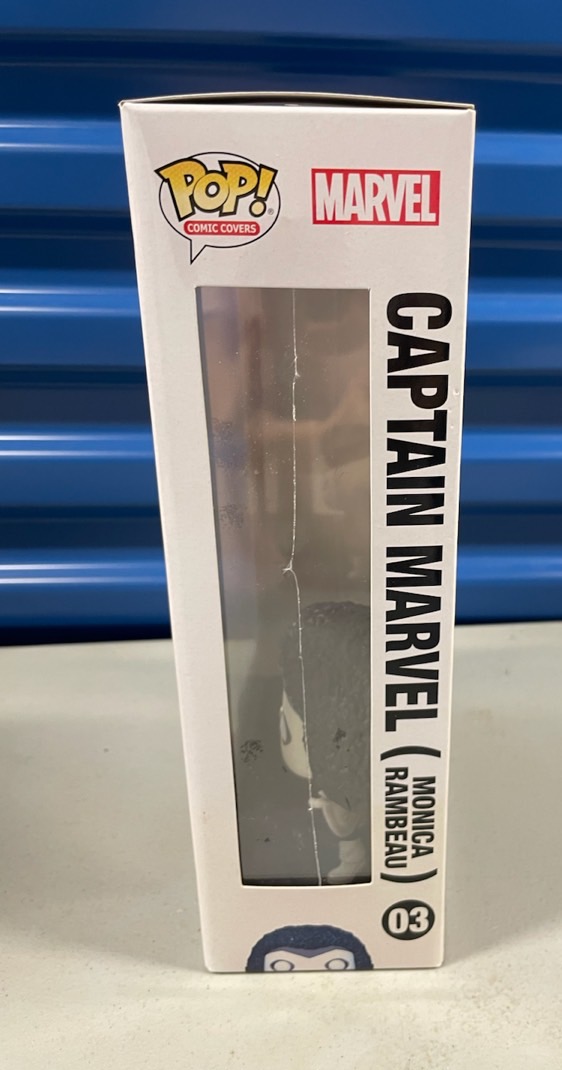 POP!
COMIC COVERS
MARVEL
CAPTAIN MARVEL (MONICA
RAMBEAU)
03